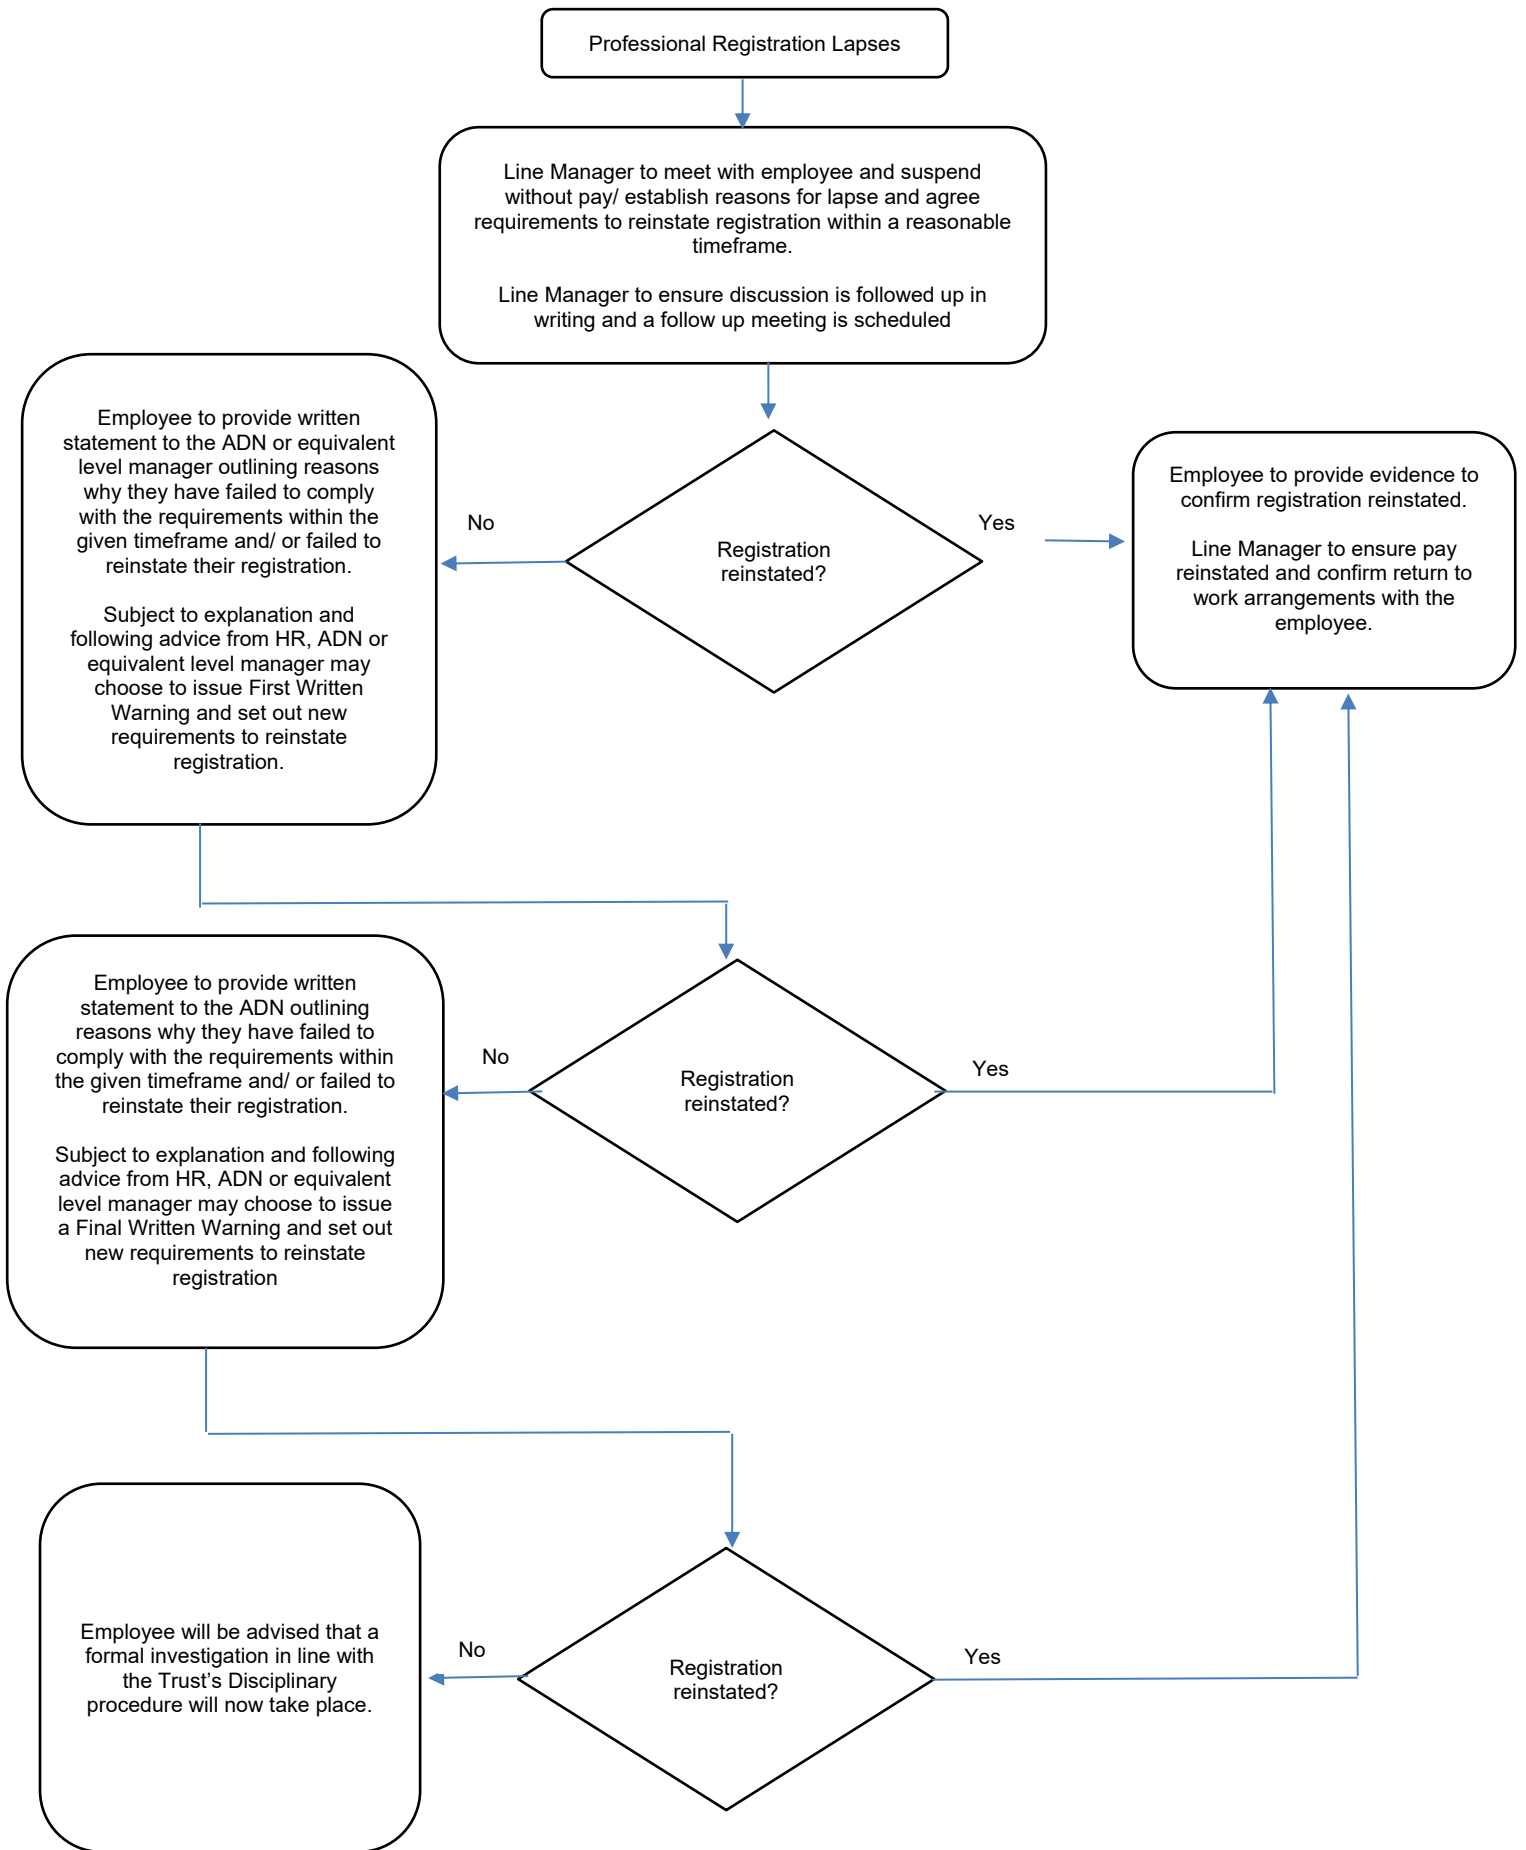 Professional Registration Lapses
Line Manager to meet with employee and suspend
without pay/ establish reasons for lapse and agree
requirements to reinstate registration within a reasonable
timeframe.
Line Manager to ensure discussion is followed up in
writing and a follow up meeting is scheduled
Employee to provide written
statement to the ADN or equivalent
level manager outlining reasons
why they have failed to comply
with the requirements within the
given timeframe and/ or failed to
reinstate their registration.
Subject to explanation and
following advice from HR, ADN or
equivalent level manager may
choose to issue First Written
Warning and set out new
requirements to reinstate
registration.
No
Registration
reinstated?
Yes
Employee to provide evidence to
confirm registration reinstated.
Line Manager to ensure pay
reinstated and confirm return to
work arrangements with the
employee.
Employee to provide written
statement to the ADN outlining
reasons why they have failed to
comply with the requirements within
the given timeframe and/ or failed to
reinstate their registration.
Subject to explanation and following
advice from HR, ADN or equivalent
level manager may choose to issue
a Final Written Warning and set out
new requirements to reinstate
registration
No
Registration
reinstated?
Yes
Employee will be advised that a
formal investigation in line with
the Trust’s Disciplinary
procedure will now take place.
No
Registration
reinstated?
Yes